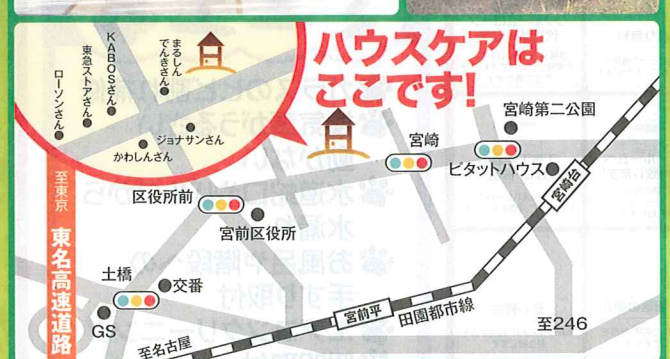 ハウスケアは
ここです!
まるしん
でんきさん
KABOSさん
東急ストアさん
ローソンさん
ジョナサンさん
かわしんさん
宮崎第二公園
宮崎
ピタットハウス
宮崎台
区役所前
宮前区役所
至東京
東名高速道路
土橋
交番
GS
宮前平
田園都市線
至246
至名古屋